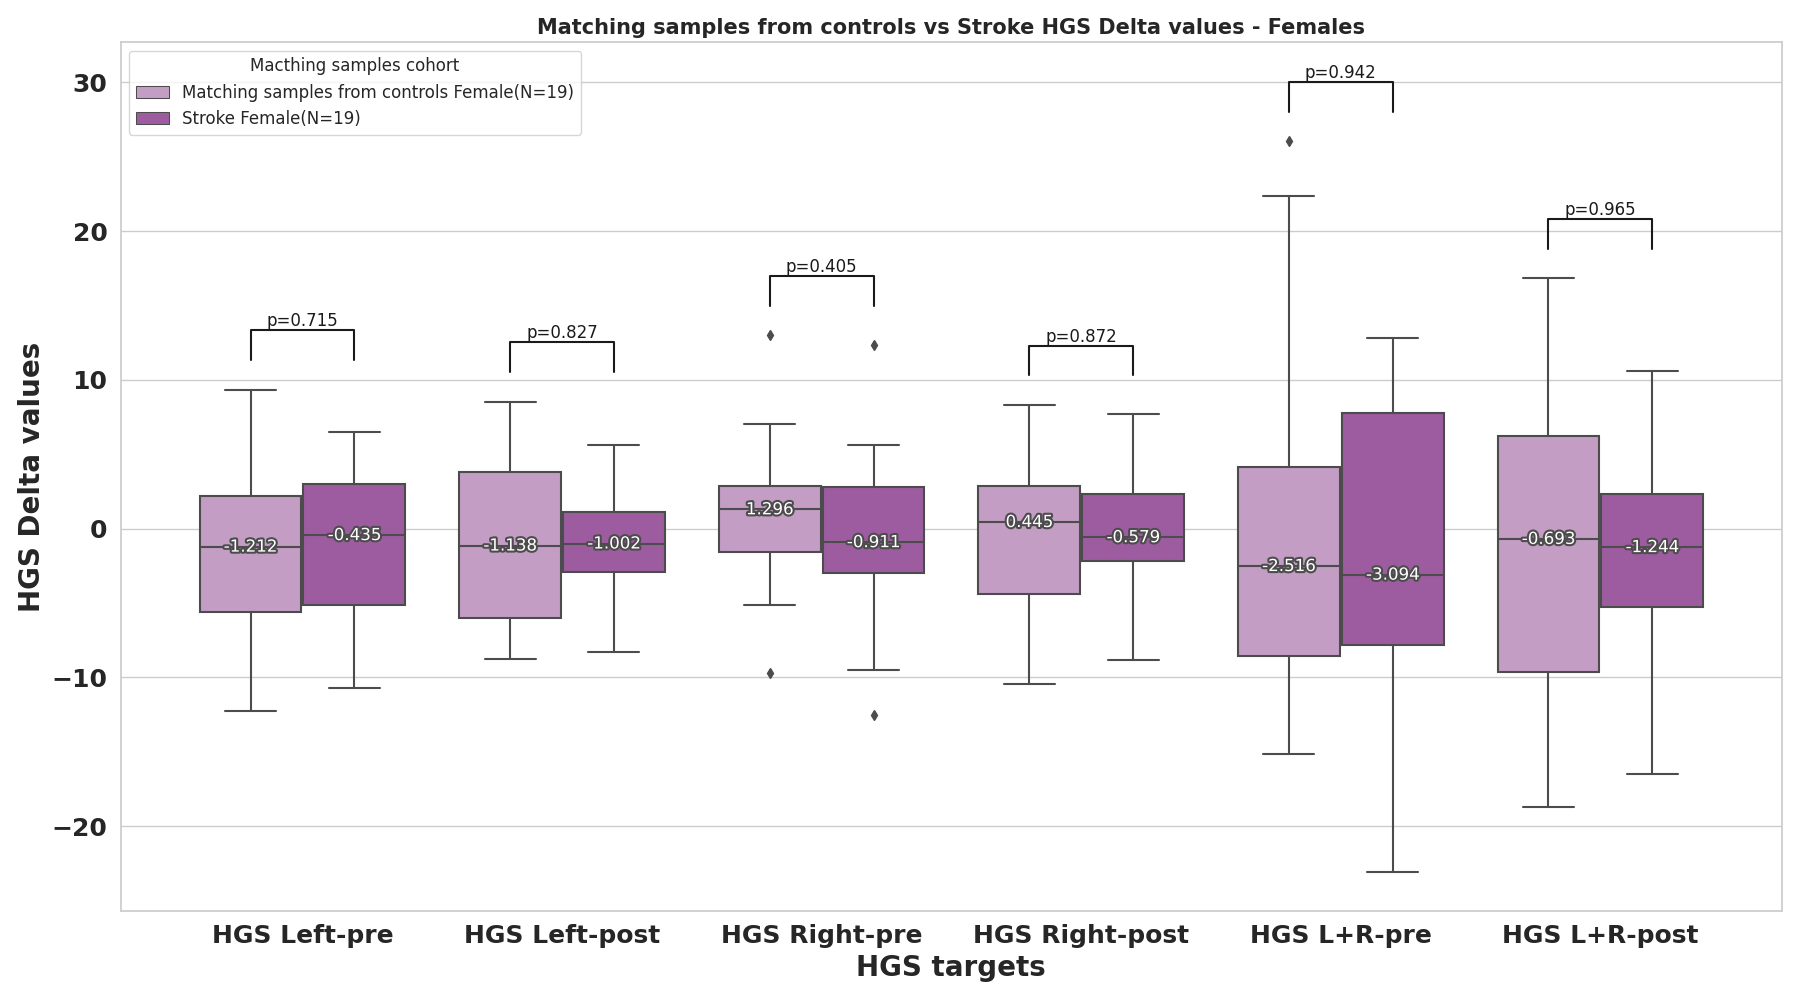 Matching samples from controls vs Stroke HGS Delta values - Females
Macthing samples cohort
Matching samples from controls Female(N=19)
Stroke Female(N=19)
HGS Delta values
30
20
10
0
−10
−20
p=0.715
p=0.827
p=0.405
p=0.872
p=0.942
p=0.965
-1.212
-0.435
-1.138
-1.002
1.296
-0.911
0.445
-0.579
-2.516
-3.094
-0.693
-1.244
HGS Left-pre
HGS Left-post
HGS Right-pre
HGS Right-post
HGS L+R-pre
HGS L+R-post
HGS targets